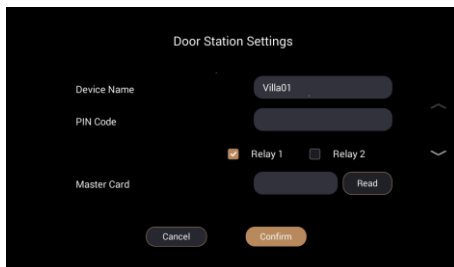 Door Station Settings
Device Name Villa01
PIN Code
Relay 1 Relay 2
Master Card Read
Cancel Confirm